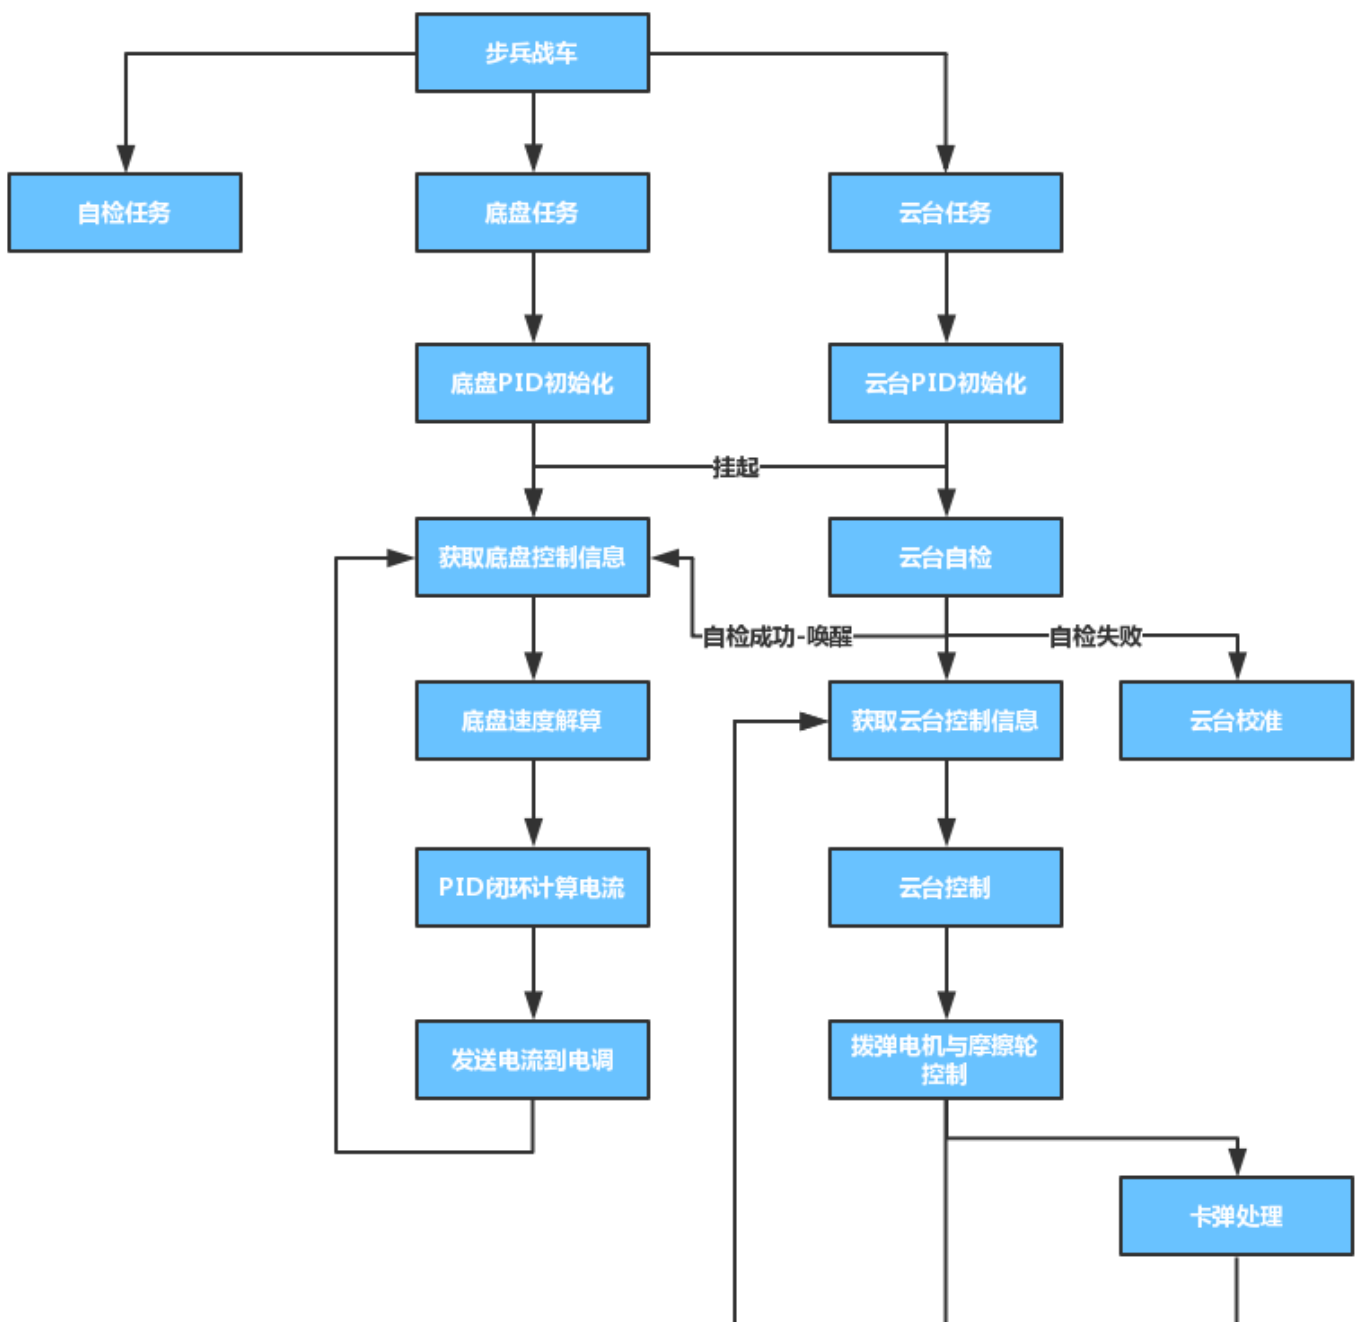 步兵战车
自检任务
底盘任务
云台任务
底盘PID初始化
云台PID初始化
挂起
获取底盘控制信息
云台自检
自检成功-唤醒
自检失败
底盘速度解算
获取云台控制信息
云台校准
PID闭环计算电流
云台控制
发送电流到电调
拨弹电机与摩擦轮
控制
卡弹处理